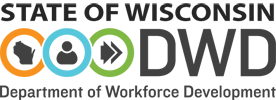 STATE OF WISCONSIN
DWD
Department of Workforce Development